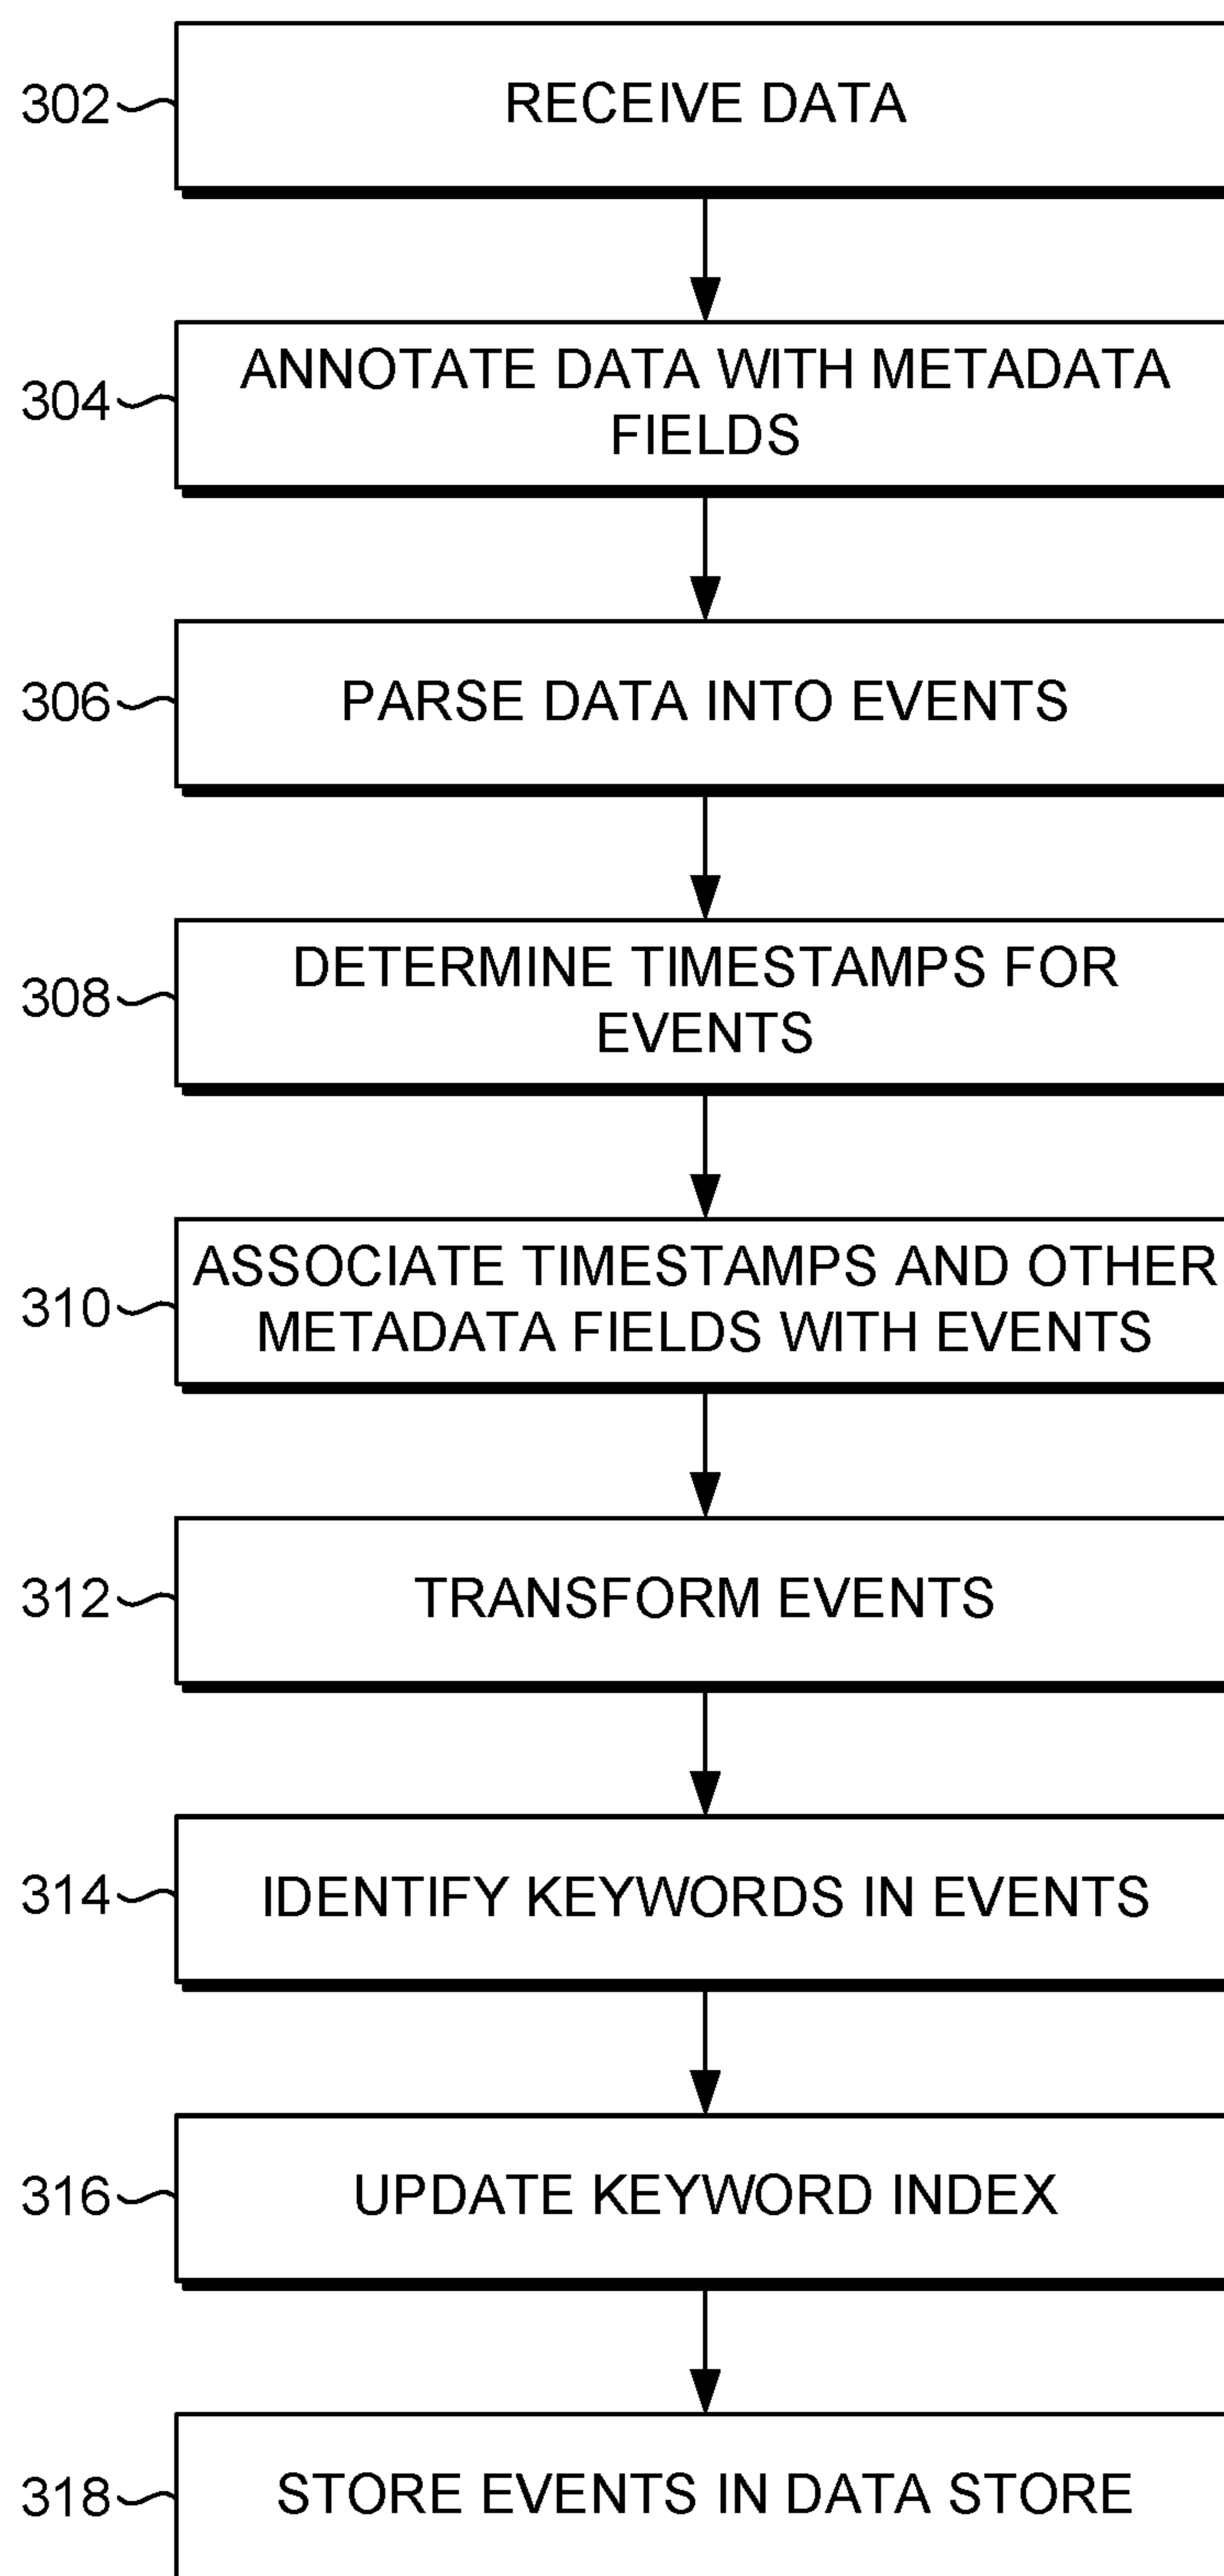 302
RECEIVE DATA
304
ANNOTATE DATA WITH METADATA
FIELDS
306
PARSE DATA INTO EVENTS
308
DETERMINE TIMESTAMPS FOR
EVENTS
310
ASSOCIATE TIMESTAMPS AND OTHER
METADATA FIELDS WITH EVENTS
312
TRANSFORM EVENTS
314
IDENTIFY KEYWORDS IN EVENTS
316
UPDATE KEYWORD INDEX
318
STORE EVENTS IN DATA STORE